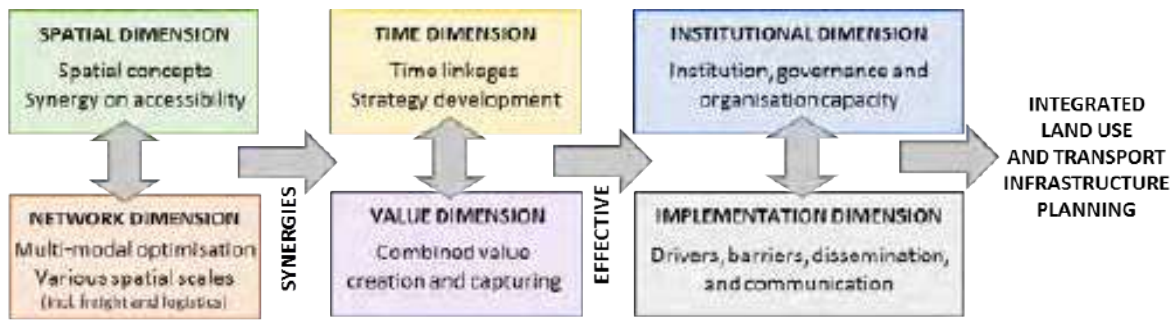 SPATIAL DIMENSION
Spatial concepts
Synergy on accessibility
NETWORK DIMENSION
Multi-modal optimisation
Various spatial scales
(incl. freight and logistics)
SYNERGIES
TIME DIMENSION
Time linkages
Strategy development
VALUE DIMENSION
Combined value
creation and capturing
EFFECTIVE
INSTITUTIONAL DIMENSION
Institution, governance and
organisation capacity
IMPLEMENTATION DIMENSION
Drivers, barriers, dissemination,
and communication
INTEGRATED
LAND USE
AND TRANSPORT
INFRASTRUCTURE
PLANNING